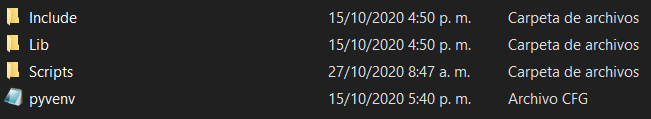 Include 15/10/2020 4:50 p. m. Carpeta de archivos
Lib 15/10/2020 4:50 p. m. Carpeta de archivos
Scripts 27/10/2020 8:47 a. m. Carpeta de archivos
pyvenv 15/10/2020 5:40 p. m. Archivo CFG